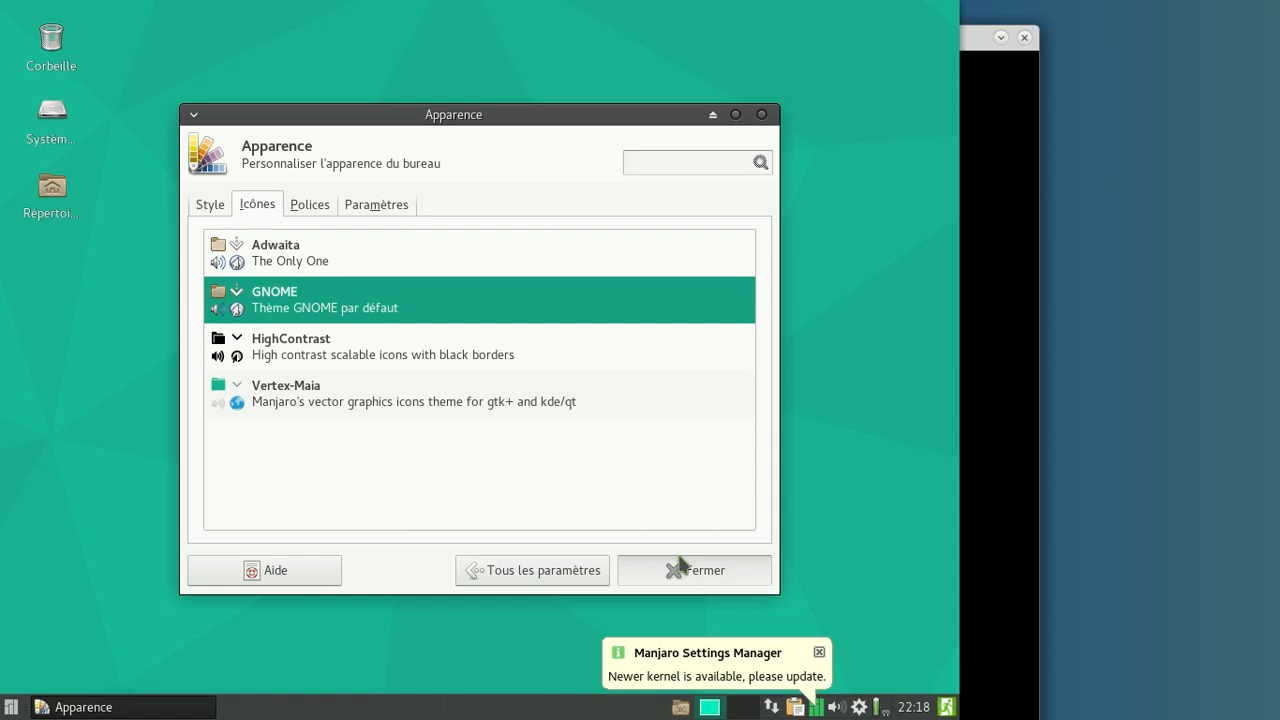 Corbeille
Systèm...
Répertoi...
Apparence
Apparence
Personnaliser l'apparence du bureau
Style
Icônes
Polices
Paramètres
Adwaita
The Only One
GNOME
Thème GNOME par défaut
HighContrast
High contrast scalable icons with black borders
Vertex-Maia
Manjaro's vector graphics icons theme for gtk+ and kde/qt
Aide
Tous les paramètres
Fermer
Manjaro Settings Manager
Newer kernel is available, please update.
Apparence
22:18